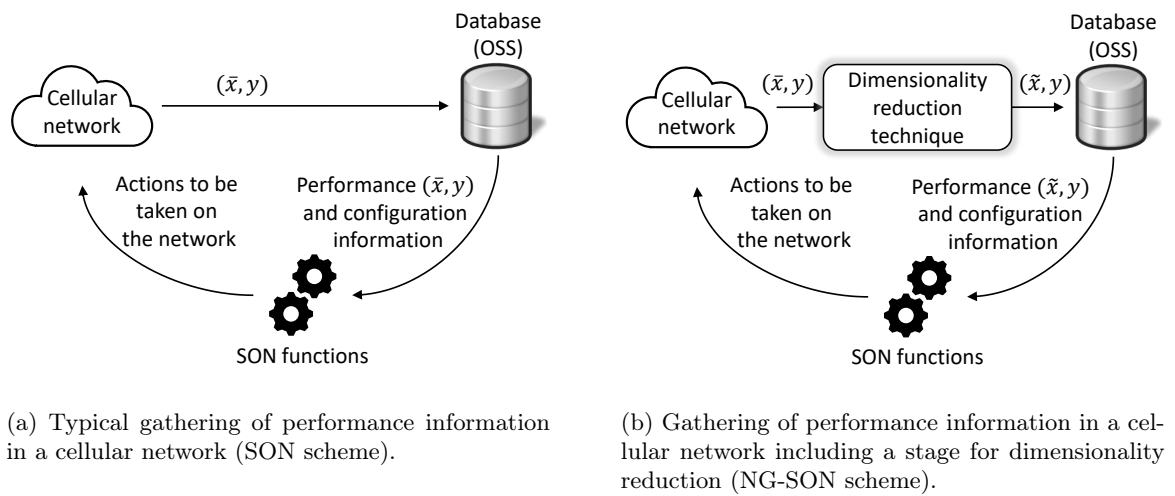 Database
(OSS)
(x̄, y)
Cellular
network
Actions to be
taken on
the network
Performance (x̄, y)
and configuration
information
SON functions
(a) Typical gathering of performance information
in a cellular network (SON scheme).
Database
(OSS)
(x̄, y)
(x̃, y)
Cellular
network
Dimensionality
reduction
technique
Actions to be
taken on
the network
Performance (x̃, y)
and configuration
information
SON functions
(b) Gathering of performance information in a cel-
lular network including a stage for dimensionality
reduction (NG-SON scheme).